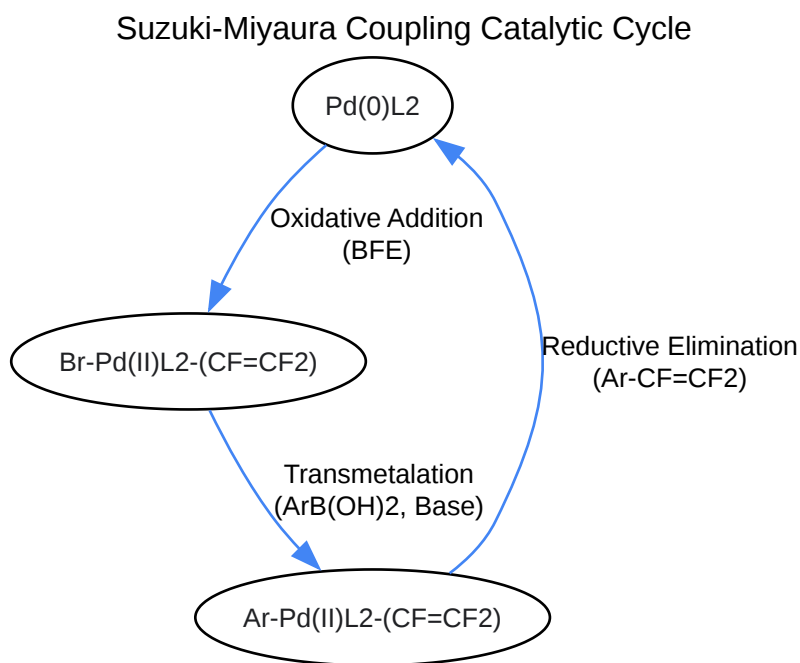 Suzuki-Miyaura Coupling Catalytic Cycle
Pd(0)L2
Oxidative Addition
(BFE)
Br-Pd(II)L2-(CF=CF2)
Reductive Elimination
(Ar-CF=CF2)
Transmetalation
(ArB(OH)2, Base)
Ar-Pd(II)L2-(CF=CF2)